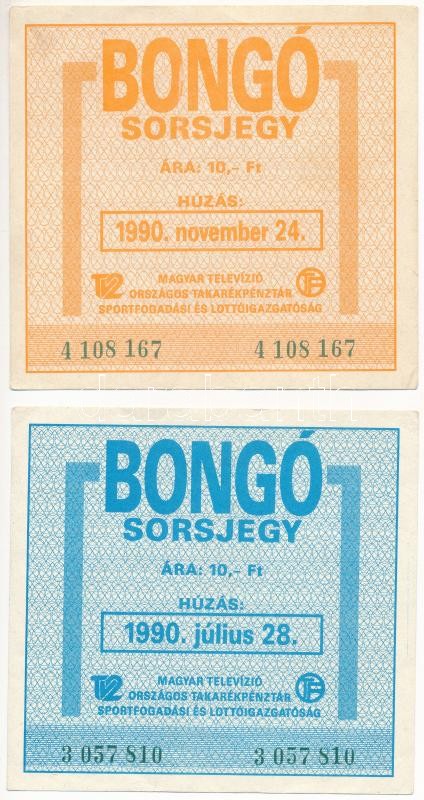 BONGÓ
SORSJEGY
ÁRA: 10,- Ft
HÚZÁS:
1990. november 24.
TV2 MAGYAR TELEVÍZIÓ
ORSZÁGOS TAKARÉKPÉNZTÁR
SPORTFOGADÁSI ÉS LOTTÓIGAZGATÓSÁG
4 108 167 4 108 167
BONGÓ
SORSJEGY
ÁRA: 10,- Ft
HÚZÁS:
1990. július 28.
TV2 MAGYAR TELEVÍZIÓ
ORSZÁGOS TAKARÉKPÉNZTÁR
SPORTFOGADÁSI ÉS LOTTÓIGAZGATÓSÁG
3 057 810 3 057 810